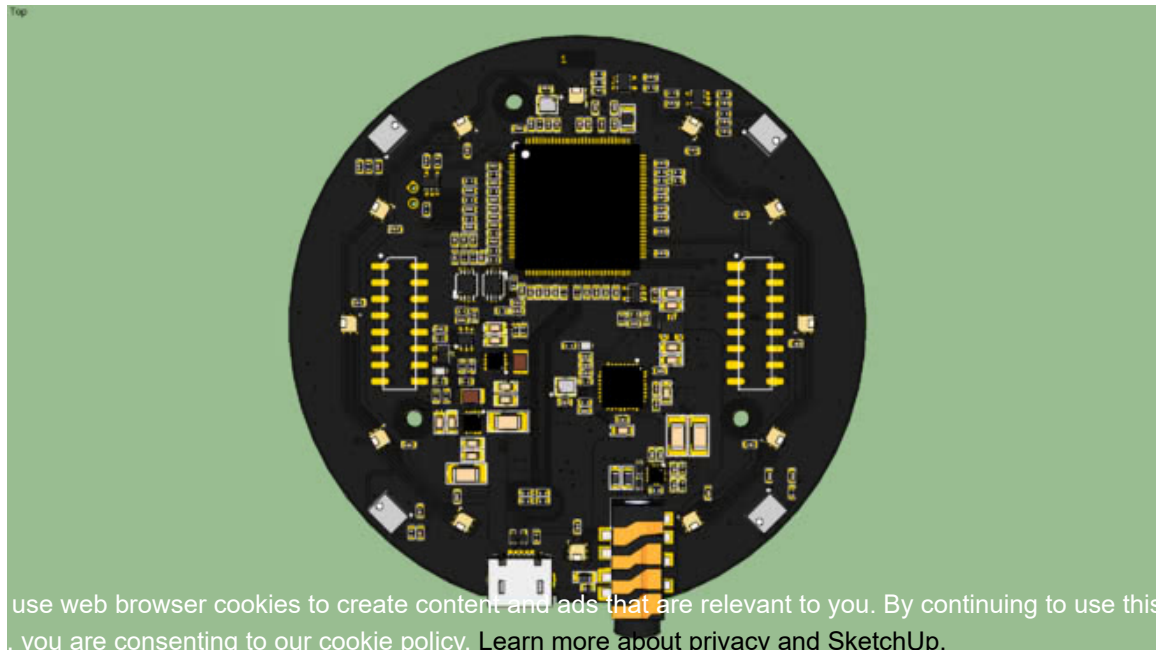 Top
1
use web browser cookies to create content and ads that are relevant to you. By continuing to use this
, you are consenting to our cookie policy. Learn more about privacy and SketchUp.